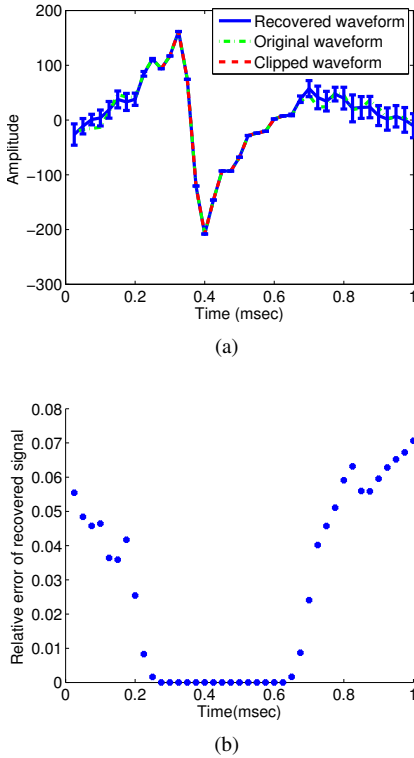 200
100
0
−100
−200
−300
Amplitude
Recovered waveform
Original waveform
Clipped waveform
0 0.2 0.4 0.6 0.8 1
Time (msec)
(a)
0.08
0.07
0.06
0.05
0.04
0.03
0.02
0.01
0
Relative error of recovered signal
0 0.2 0.4 0.6 0.8 1
Time(msec)
(b)